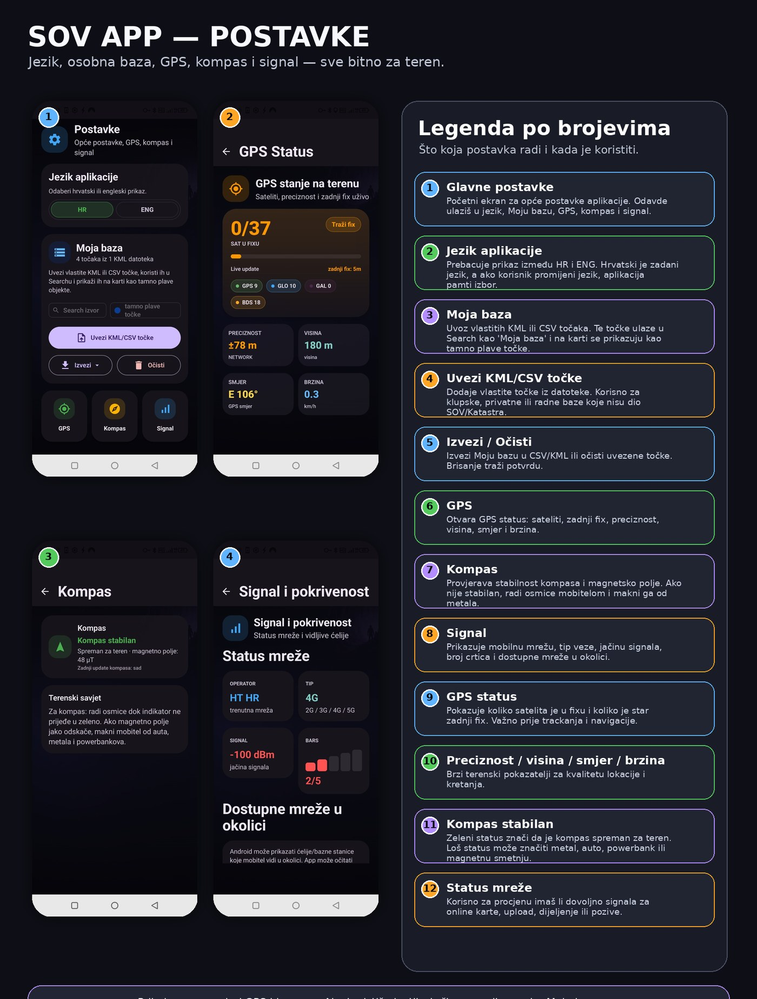 SOV APP — POSTAVKE
Jezik, osobna baza, GPS, kompas i signal — sve bitno za teren.
1
Postavke
Opće postavke, GPS, kompas i
signal
Jezik aplikacije
Odaberi hrvatski ili engleski prikaz.
HR
ENG
Moja baza
4 točaka iz 1 KML datoteka
Uvezi vlastite KML ili CSV točke, koristi ih u
Searchu i prikaži ih na karti kao tamno plave
objekte.
Search izvor
tamno plave
točke
Uvezi KML/CSV točke
Izvezi
Očisti
GPS
Kompas
Signal
2
GPS Status
GPS stanje na terenu
Sateliti, preciznost i zadnji fix uživo
0/37
Traži fix
SAT U FIXU
Live update
zadnji fix: 5m
GPS 9
GLO 10
GAL 0
BDS 18
PRECIZNOST
±78 m
NETWORK
VISINA
180 m
visina
SMJER
E 106°
GPS smjer
BRZINA
0.3
km/h
3
Kompas
Kompas
Kompas stabilan
Spreman za teren · magnetno polje:
48 µT
Zadnji update kompasa: sad
Terenski savjet
Za kompas: radi osmice dok indikator ne
prijeđe u zeleno. Ako magnetno polje
jako odskače, makni mobitel od auta,
metala i powerbankova.
4
Signal i pokrivenost
Signal i pokrivenost
Status mreže i vidljive ćelije
Status mreže
OPERATOR
HT HR
trenutna mreža
TIP
4G
2G / 3G / 4G / 5G
SIGNAL
-100 dBm
jačina signala
BARS
2/5
Dostupne mreže u
okolici
Android može prikazati ćelije/bazne stanice
koje mobitel vidi u okolici. App može očitati
Legenda po brojevima
Što koja postavka radi i kada je koristiti.
1 Glavne postavke
Početni ekran za opće postavke aplikacije. Odavde
ulaziš u jezik, Moju bazu, GPS, kompas i signal.
2 Jezik aplikacije
Prebacuje prikaz između HR i ENG. Hrvatski je zadani
jezik, a ako korisnik promijeni jezik, aplikacija
pamti izbor.
3 Moja baza
Uvoz vlastitih KML ili CSV točaka. Te točke ulaze u
Search kao 'Moja baza' i na karti se prikazuju kao
tamno plave točke.
4 Uvezi KML/CSV točke
Dodaje vlastite točke iz datoteke. Korisno za
klupske, privatne ili radne baze koje nisu dio
SOV/Katastra.
5 Izvezi / Očisti
Izvezi Moju bazu u CSV/KML ili očisti uvezene točke.
Brisanje traži potvrdu.
6 GPS
Otvara GPS status: sateliti, zadnji fix, preciznost,
visina, smjer i brzina.
7 Kompas
Provjerava stabilnost kompasa i magnetsko polje. Ako
nije stabilan, radi osmice mobitelom i makni ga od
metala.
8 Signal
Prikazuje mobilnu mrežu, tip veze, jačinu signala,
broj crtica i dostupne mreže u okolici.
9 GPS status
Pokazuje koliko satelita je u fixu i koliko je star
zadnji fix. Važno prije trackanja i navigacije.
10 Preciznost / visina / smjer / brzina
Brzi terenski pokazatelji za kvalitetu lokacije i
kretanja.
11 Kompas stabilan
Zeleni status znači da je kompas spreman za teren.
Loš status može značiti metal, auto, powerbank ili
magnetnu smetnju.
12 Status mreže
Korisno za procjenu imaš li dovoljno signala za
online karte, upload, dijeljenje ili pozive.